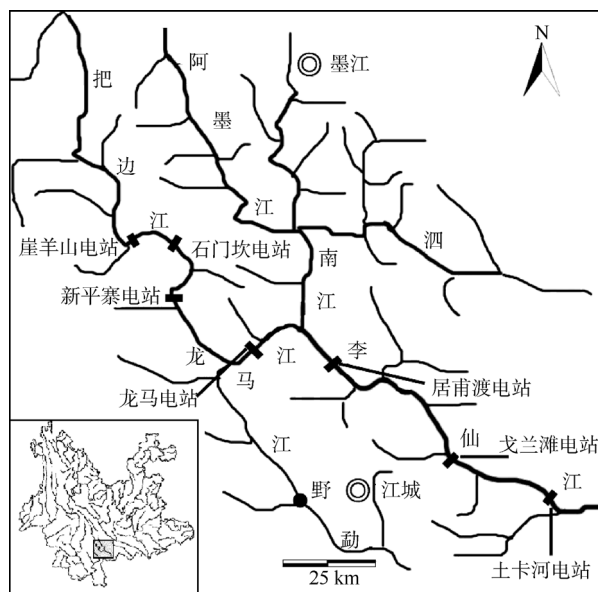 N
把
阿
墨江
墨
边
江
泗
江
南
江
崖羊山电站
石门坎电站
新平寨电站
龙
马
江
李
龙马电站
居甫渡电站
仙
戈兰滩电站
江
江
野
江城
勐
土卡河电站
25 km